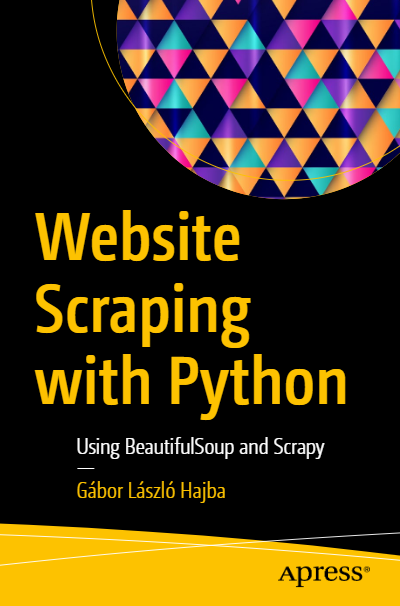 Website
Scraping
with Python
Using BeautifulSoup and Scrapy
Gábor László Hajba
Apress®